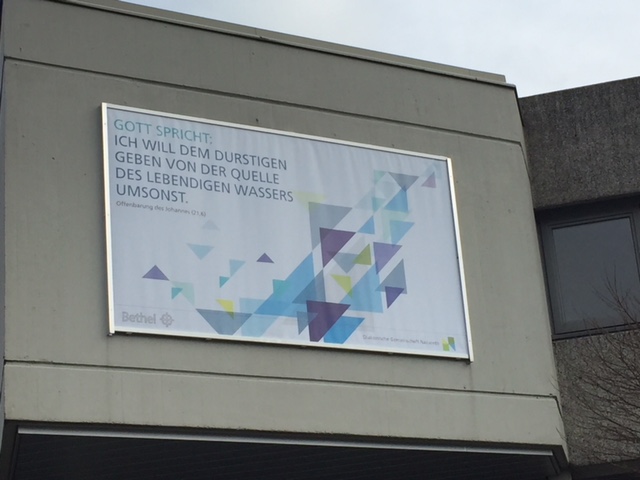 GOTT SPRICHT:
ICH WILL DEM DURSTIGEN
GEBEN VON DER QUELLE
DES LEBENDIGEN WASSERS
UMSONST.
Offenbarung des Johannes (21,6)
Bethel